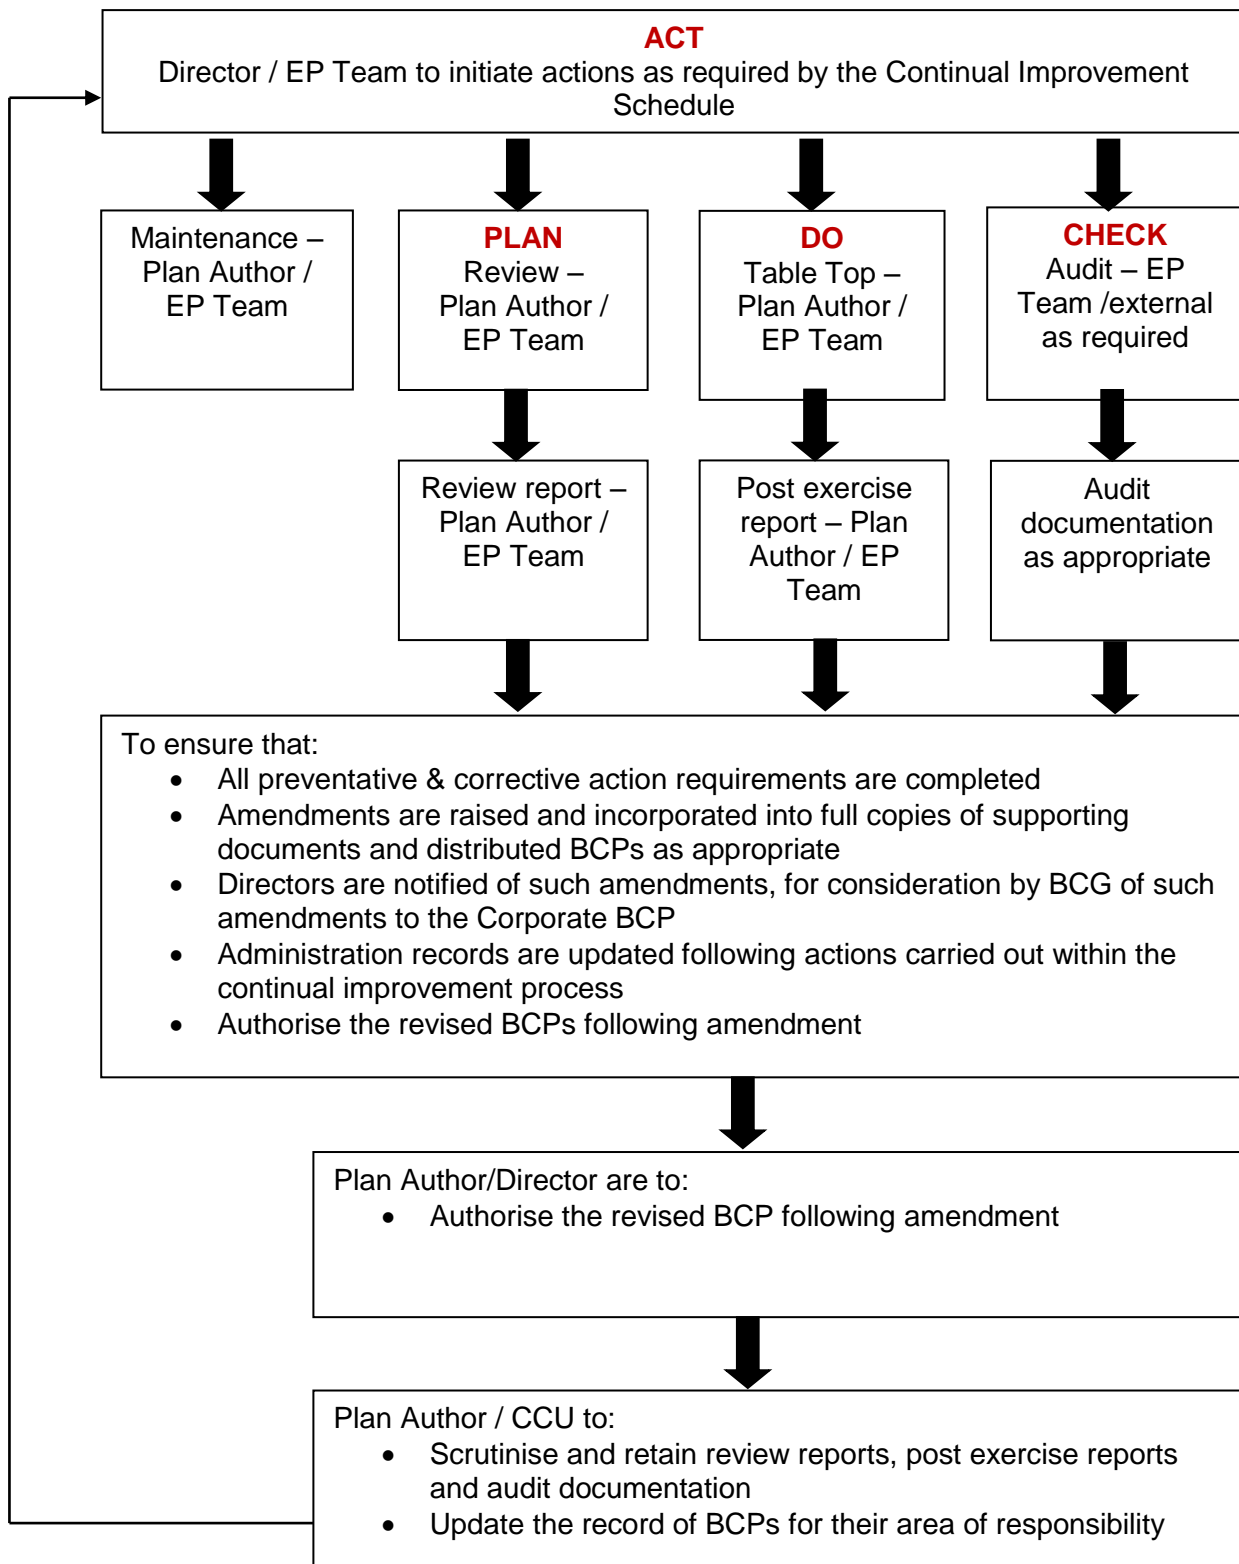 ACT
Director / EP Team to initiate actions as required by the Continual Improvement
Schedule
Maintenance –
Plan Author /
EP Team
PLAN
Review –
Plan Author /
EP Team
DO
Table Top –
Plan Author /
EP Team
CHECK
Audit – EP
Team /external
as required
Review report –
Plan Author /
EP Team
Post exercise
report – Plan
Author / EP
Team
Audit
documentation
as appropriate
To ensure that:
• All preventative & corrective action requirements are completed
• Amendments are raised and incorporated into full copies of supporting
documents and distributed BCPs as appropriate
• Directors are notified of such amendments, for consideration by BCG of such
amendments to the Corporate BCP
• Administration records are updated following actions carried out within the
continual improvement process
• Authorise the revised BCPs following amendment
Plan Author/Director are to:
• Authorise the revised BCP following amendment
Plan Author / CCU to:
• Scrutinise and retain review reports, post exercise reports
and audit documentation
• Update the record of BCPs for their area of responsibility